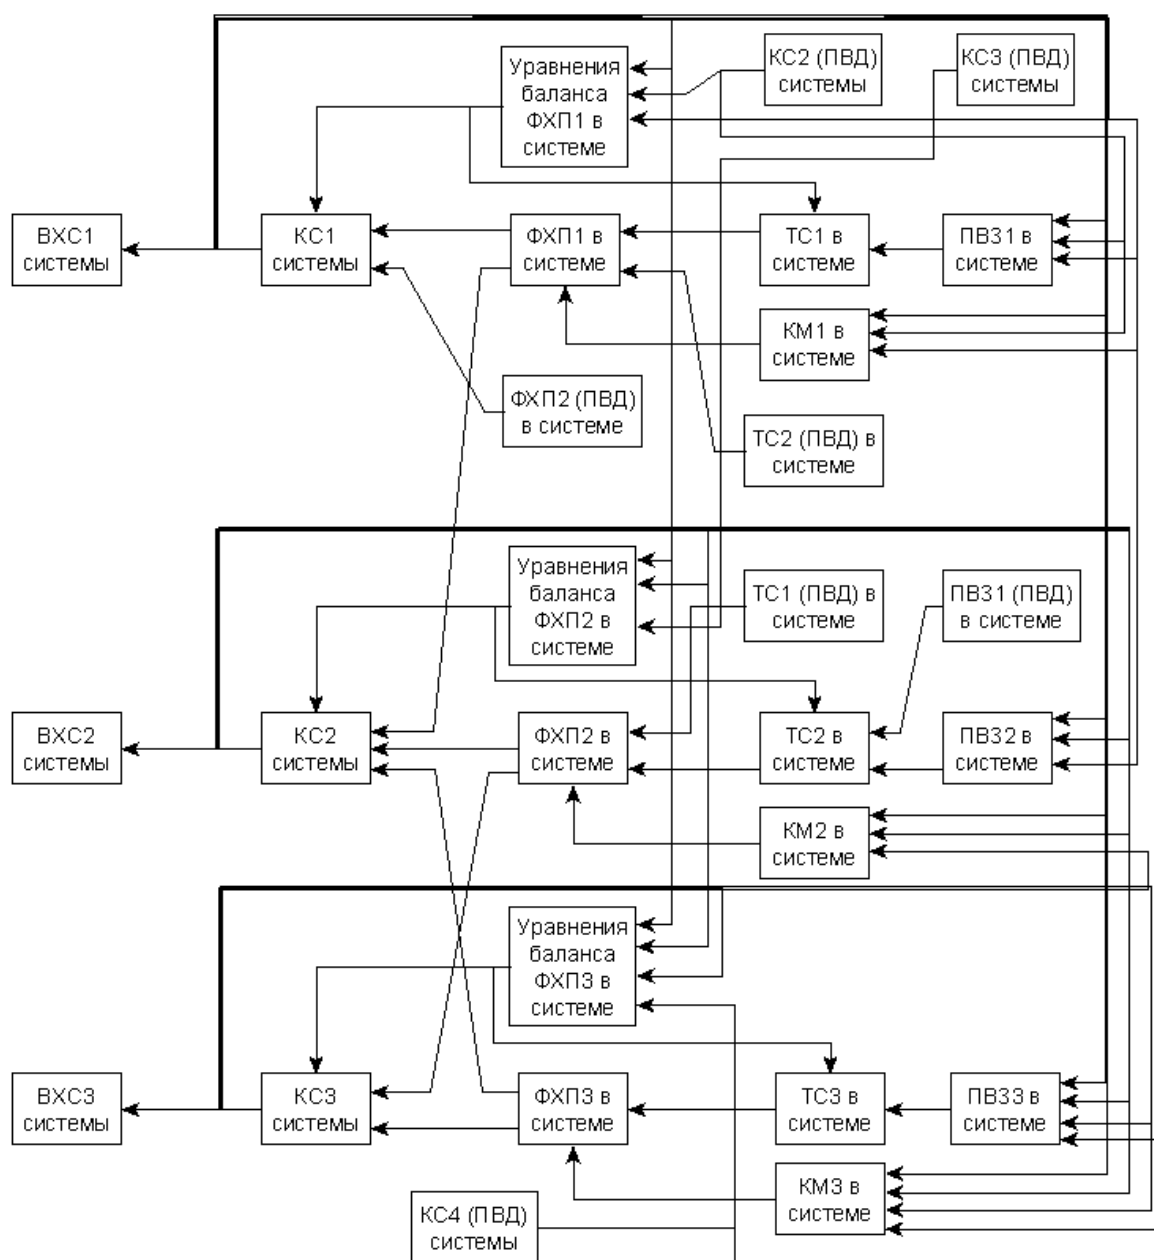 Уравнения
баланса
ФХП1 в
системе
КС2 (ПВД)
системы
КС3 (ПВД)
системы
ВХС1
системы
КС1
системы
ФХП1 в
системе
ТС1 в
системе
ПВЗ1 в
системе
КМ1 в
системе
ФХП2 (ПВД)
в системе
ТС2 (ПВД) в
системе
Уравнения
баланса
ФХП2 в
системе
ТС1 (ПВД) в
системе
ПВЗ1 (ПВД)
в системе
ВХС2
системы
КС2
системы
ФХП2 в
системе
ТС2 в
системе
ПВЗ2 в
системе
КМ2 в
системе
Уравнения
баланса
ФХП3 в
системе
ВХС3
системы
КС3
системы
ФХП3 в
системе
ТС3 в
системе
ПВЗ3 в
системе
КМ3 в
системе
КС4 (ПВД)
системы